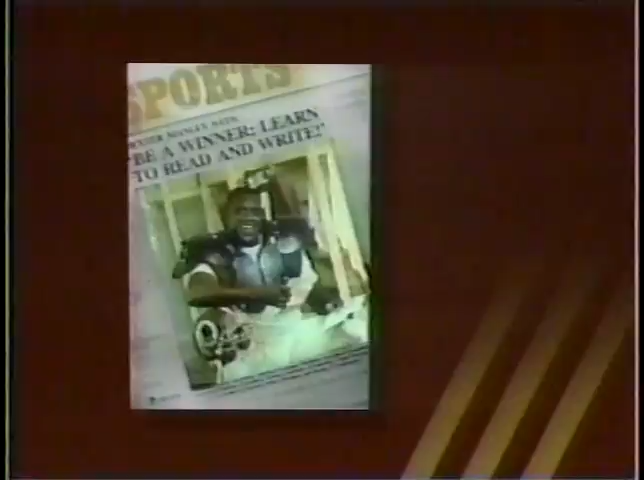 SPORTS
DEXTER MANLEY SAYS:
"BE A WINNER: LEARN
TO READ AND WRITE!"